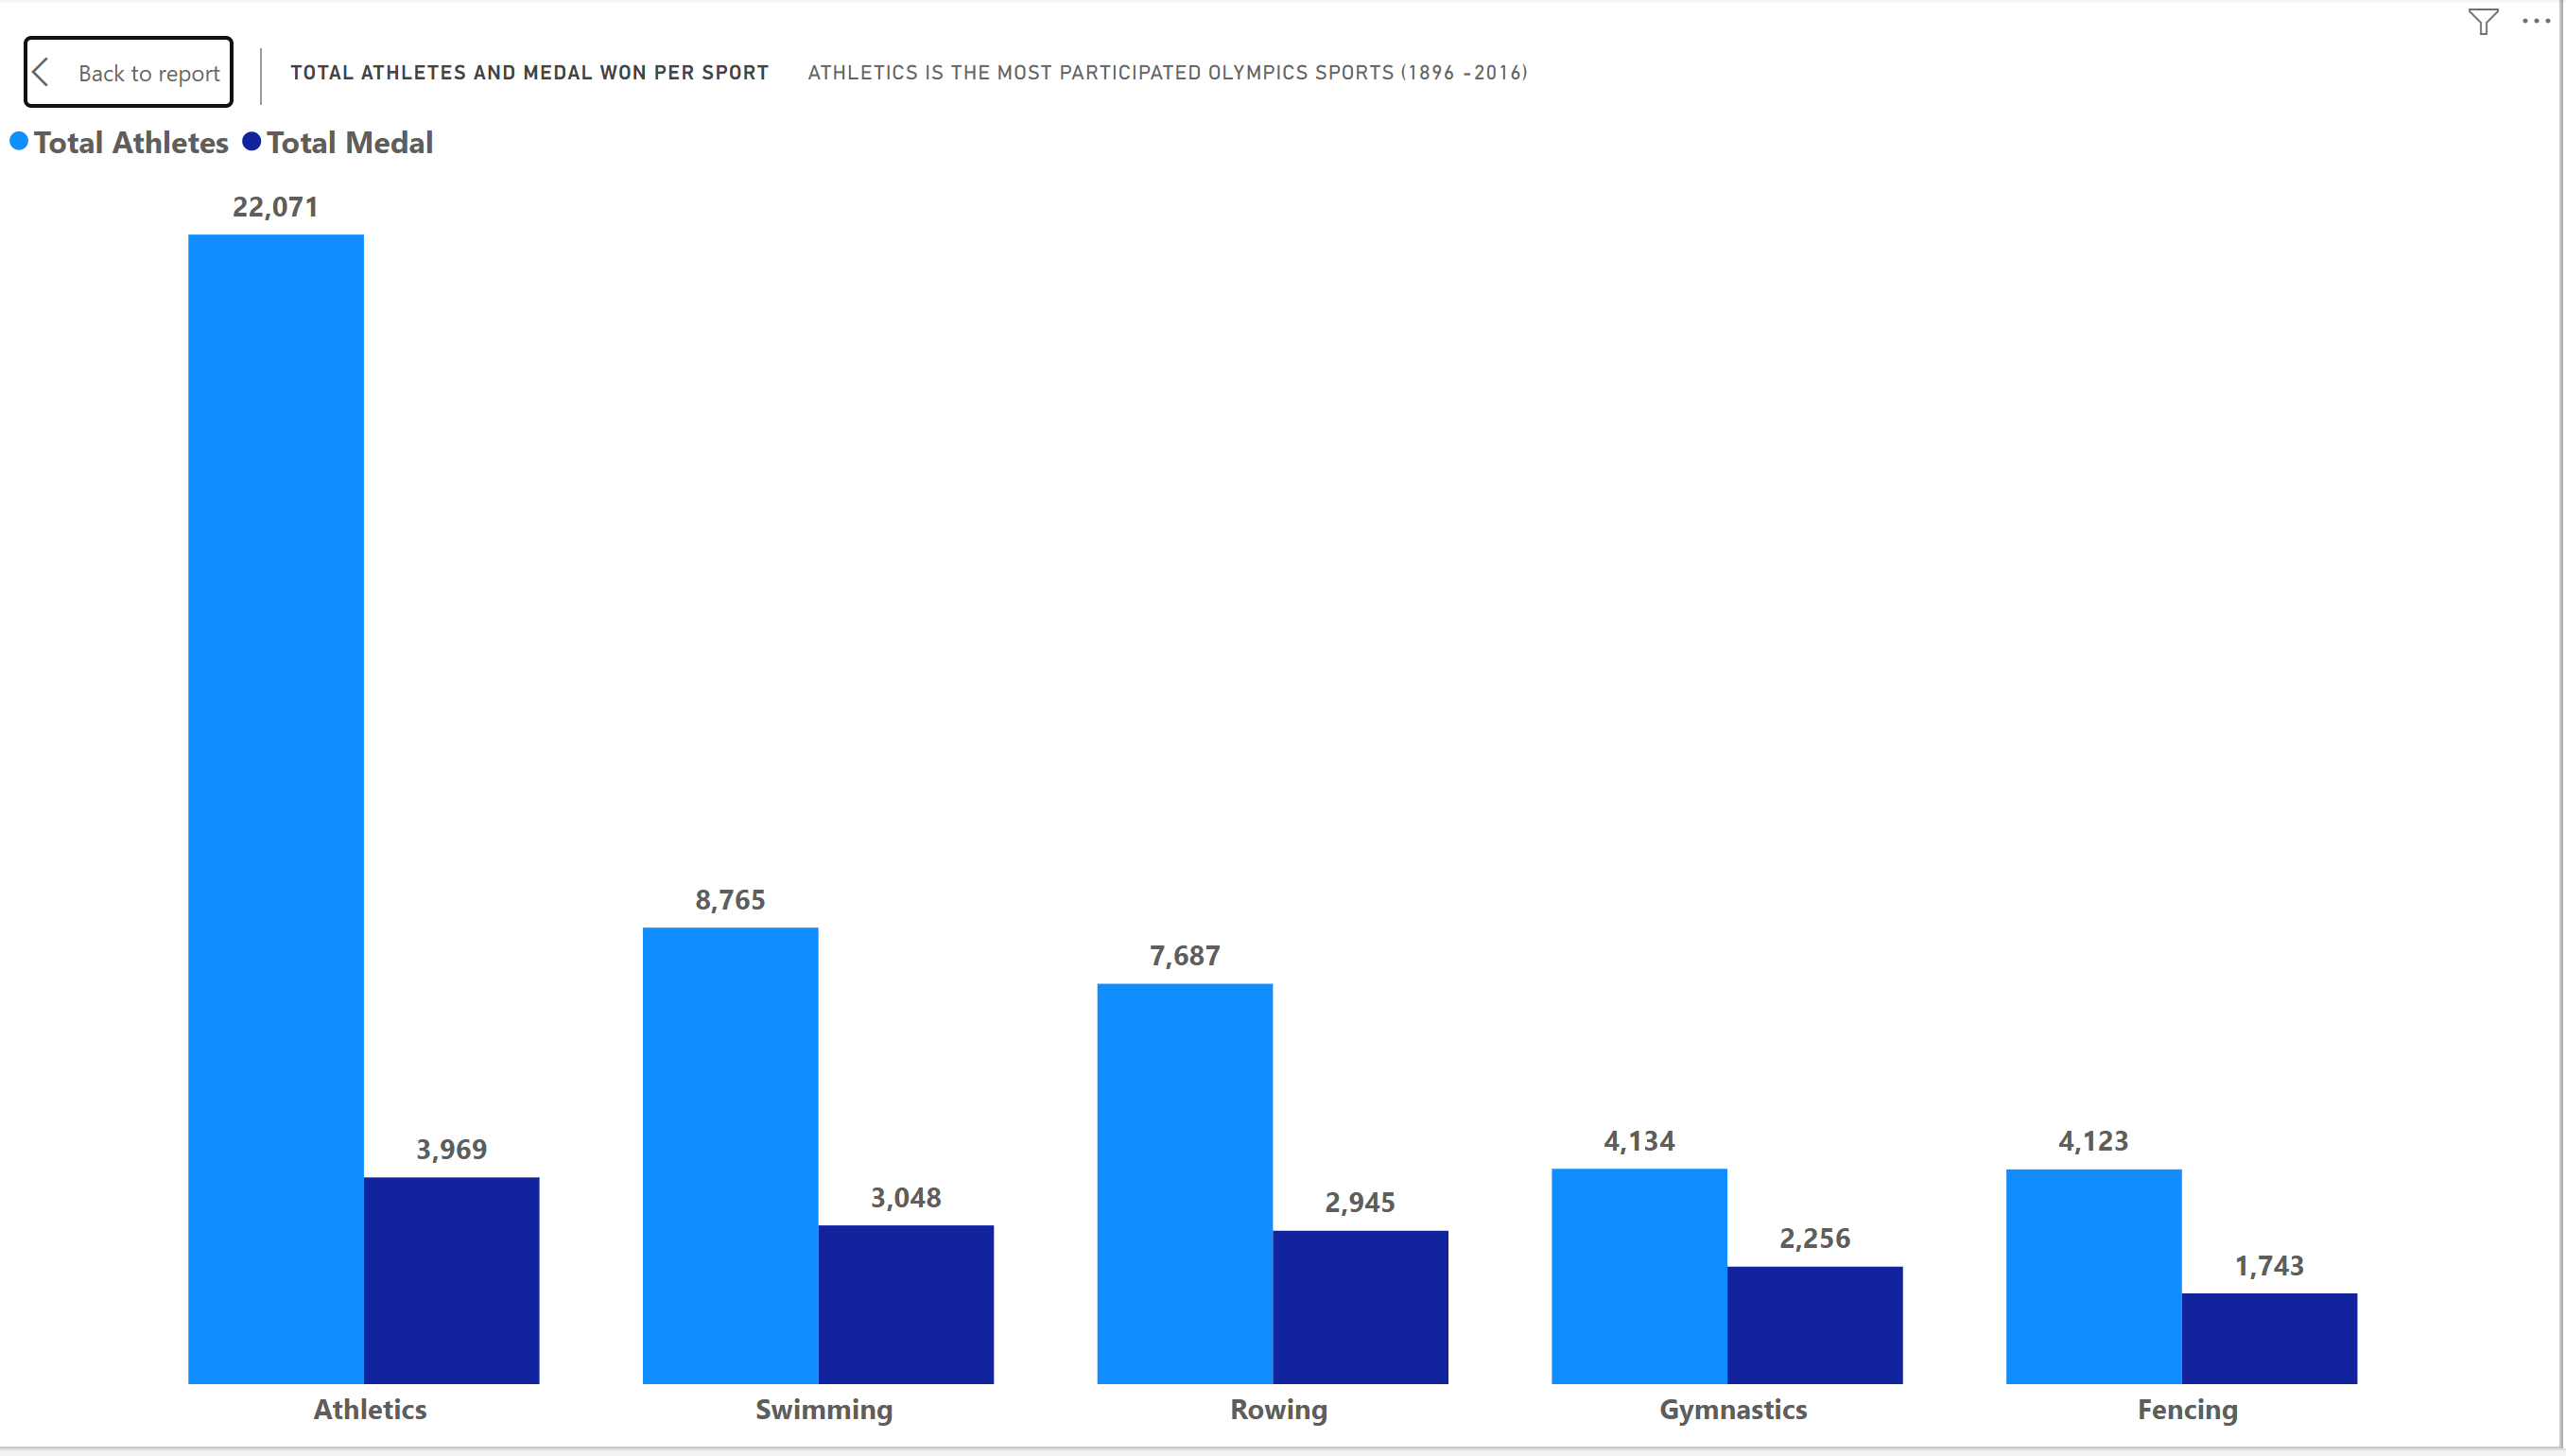 Back to report
TOTAL ATHLETES AND MEDAL WON PER SPORT ATHLETICS IS THE MOST PARTICIPATED OLYMPICS SPORTS (1896 -2016)
Total Athletes Total Medal
22,071
8,765
7,687
3,969
4,134
4,123
3,048
2,945
2,256
1,743
Athletics Swimming Rowing Gymnastics Fencing